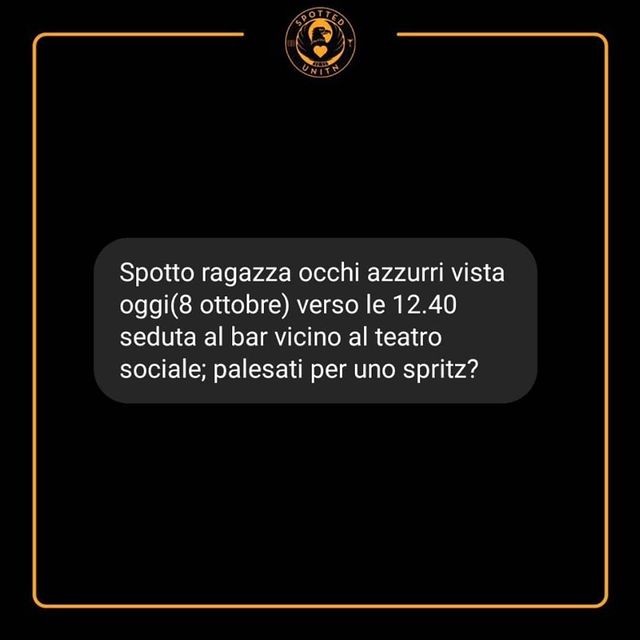 SPOTTED
UNITN
Spotto ragazza occhi azzurri vista
oggi(8 ottobre) verso le 12.40
seduta al bar vicino al teatro
sociale; palesati per uno spritz?